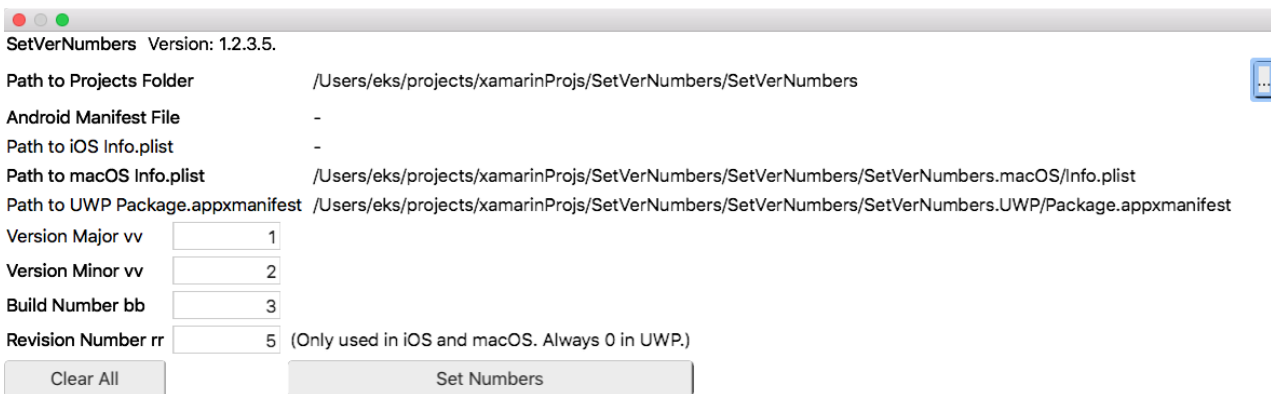 SetVerNumbers Version: 1.2.3.5.
Path to Projects Folder /Users/eks/projects/xamarinProjs/SetVerNumbers/SetVerNumbers ...
Android Manifest File -
Path to iOS Info.plist -
Path to macOS Info.plist /Users/eks/projects/xamarinProjs/SetVerNumbers/SetVerNumbers/SetVerNumbers.macOS/Info.plist
Path to UWP Package.appxmanifest /Users/eks/projects/xamarinProjs/SetVerNumbers/SetVerNumbers/SetVerNumbers.UWP/Package.appxmanifest
Version Major vv 1
Version Minor vv 2
Build Number bb 3
Revision Number rr 5 (Only used in iOS and macOS. Always 0 in UWP.)
Clear All Set Numbers